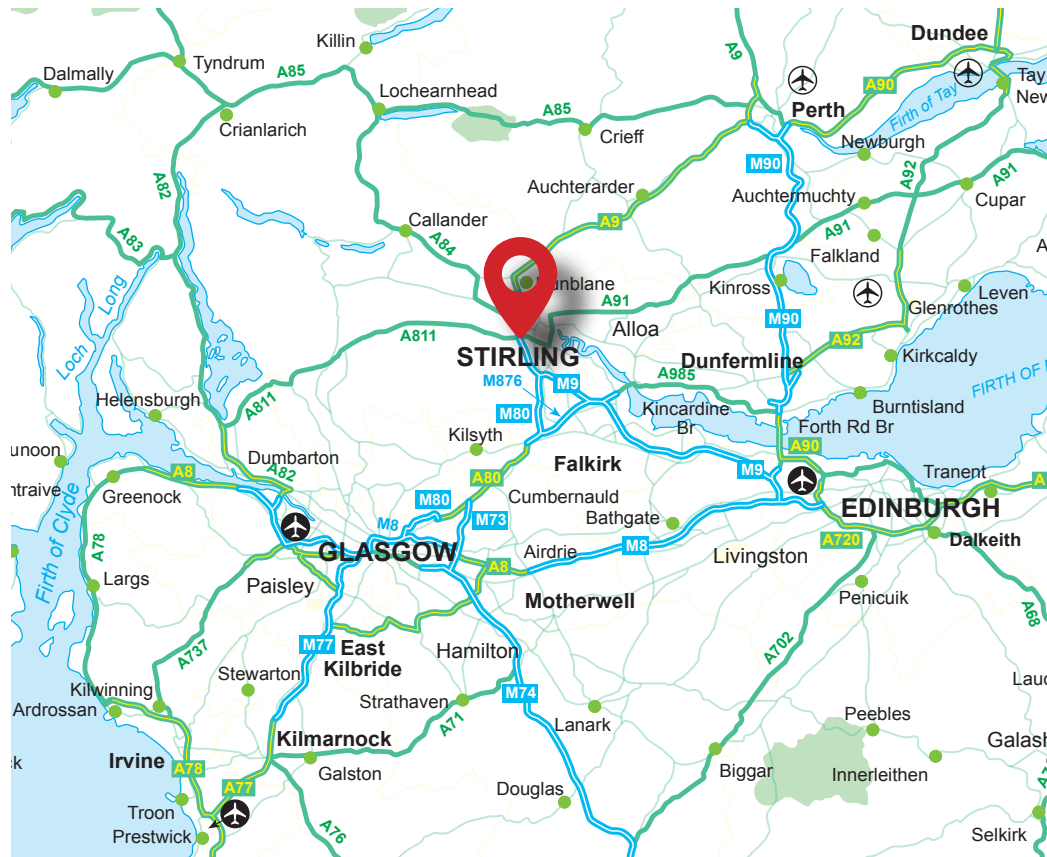 Killin
Dundee
Tyndrum
Dalmally
A85
A9
A90
Tay
New
Lochearnhead
Perth
Firth of Tay
A85
Crianlarich
Crieff
Newburgh
M90
A92
A91
A82
Auchterarder
Auchtermuchty
Cupar
Callander
A9
A91
A83
A84
Falkland
Long
Dunblane
Kinross
Leven
A91
Glenrothes
Loch
A811
Alloa
M90
A92
STIRLING
Dunfermline
Kirkcaldy
M876
M9
A985
FIRTH OF
Helensburgh
A811
M80
Kincardine
Br
Burntisland
Kilsyth
Forth Rd Br
unoon
Dumbarton
A90
A8
A82
Falkirk
M9
Tranent
ntraive
Greenock
A80
M80
Cumbernauld
A
EDINBURGH
M8
M73
Bathgate
A78
Firth of Clyde
GLASGOW
Airdrie
M8
A720
Dalkeith
A8
Livingston
Largs
Paisley
Motherwell
Penicuik
A68
M77
East
Kilbride
Hamilton
A702
A737
Stewarton
Kilwinning
Strathaven
M74
Lauc
Ardrossan
A71
Lanark
Peebles
Kilmarnock
Galash
Irvine
A78
Galston
Biggar
Innerleithen
k
A77
Douglas
A7
Troon
Prestwick
A76
Selkirk